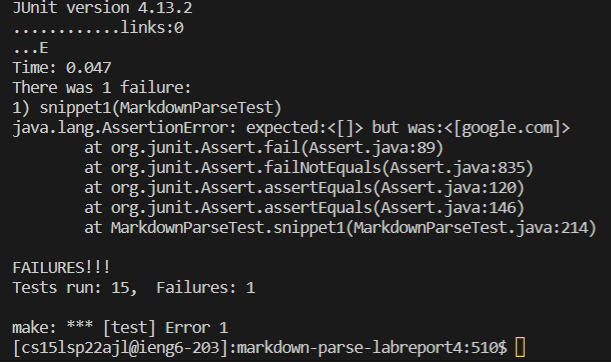 JUnit version 4.13.2
............links:0
...E
Time: 0.047
There was 1 failure:
1) snippet1(MarkdownParseTest)
java.lang.AssertionError: expected:<[]> but was:<[google.com]>
        at org.junit.Assert.fail(Assert.java:89)
        at org.junit.Assert.failNotEquals(Assert.java:835)
        at org.junit.Assert.assertEquals(Assert.java:120)
        at org.junit.Assert.assertEquals(Assert.java:146)
        at MarkdownParseTest.snippet1(MarkdownParseTest.java:214)

FAILURES!!!
Tests run: 15,  Failures: 1

make: *** [test] Error 1
[cs15lsp22ajl@ieng6-203]:markdown-parse-labreport4:510$